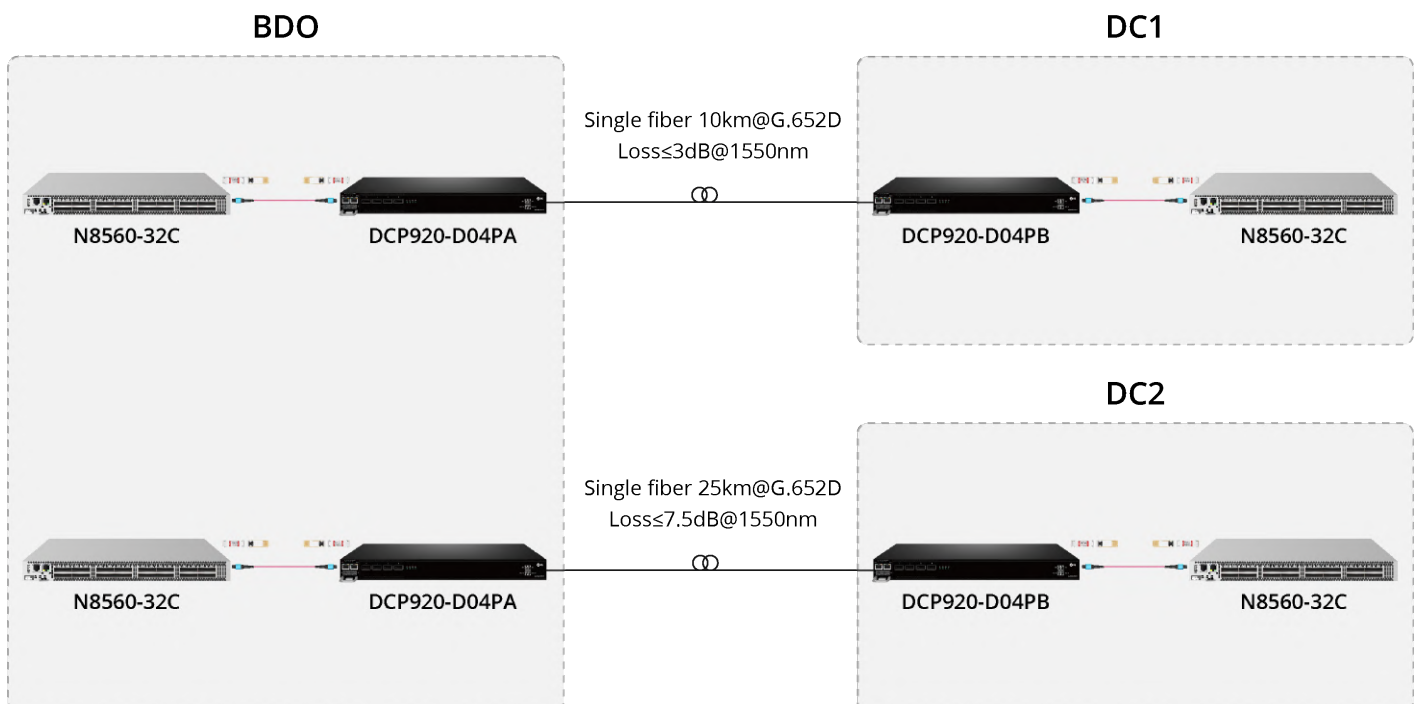 BDO
DC1
Single fiber 10km@G.652D
Loss≤3dB@1550nm
N8560-32C
DCP920-D04PA
DCP920-D04PB
N8560-32C
DC2
Single fiber 25km@G.652D
Loss≤7.5dB@1550nm
N8560-32C
DCP920-D04PA
DCP920-D04PB
N8560-32C